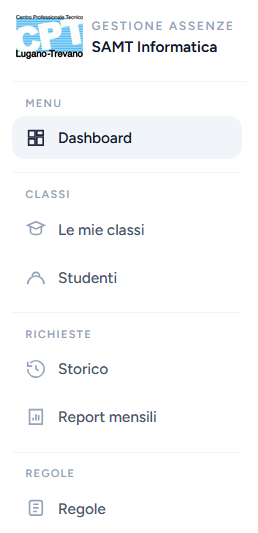 Centro Professionale Tecnico
CPT
Lugano-Trevano
GESTIONE ASSENZE
SAMT Informatica
MENU
Dashboard
CLASSI
Le mie classi
Studenti
RICHIESTE
Storico
Report mensili
REGOLE
Regole